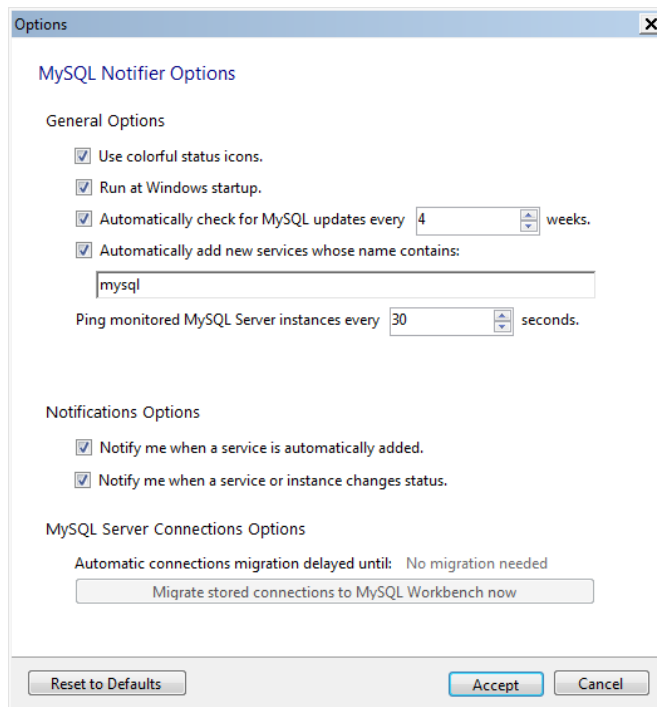 Options
MySQL Notifier Options
General Options
Use colorful status icons.
Run at Windows startup.
Automatically check for MySQL updates every 4 weeks.
Automatically add new services whose name contains:
mysql
Ping monitored MySQL Server instances every 30 seconds.
Notifications Options
Notify me when a service is automatically added.
Notify me when a service or instance changes status.
MySQL Server Connections Options
Automatic connections migration delayed until: No migration needed
Migrate stored connections to MySQL Workbench now
Reset to Defaults Accept Cancel